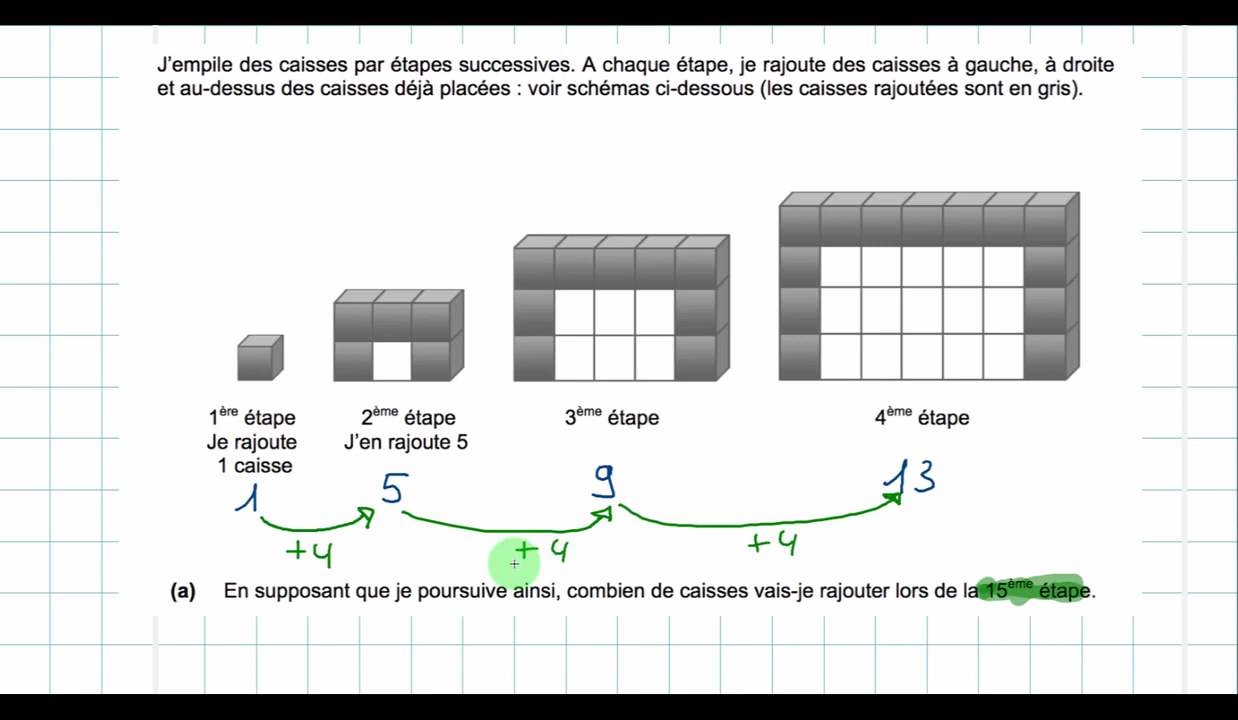 J'empile des caisses par étapes successives. A chaque étape, je rajoute des caisses à gauche, à droite
et au-dessus des caisses déjà placées : voir schémas ci-dessous (les caisses rajoutées sont en gris).
1ère étape
Je rajoute
1 caisse
2ème étape
J'en rajoute 5
3ème étape
4ème étape
1 5 9 13
+4 +4 +4
(a) En supposant que je poursuive ainsi, combien de caisses vais-je rajouter lors de la 15ème étape.